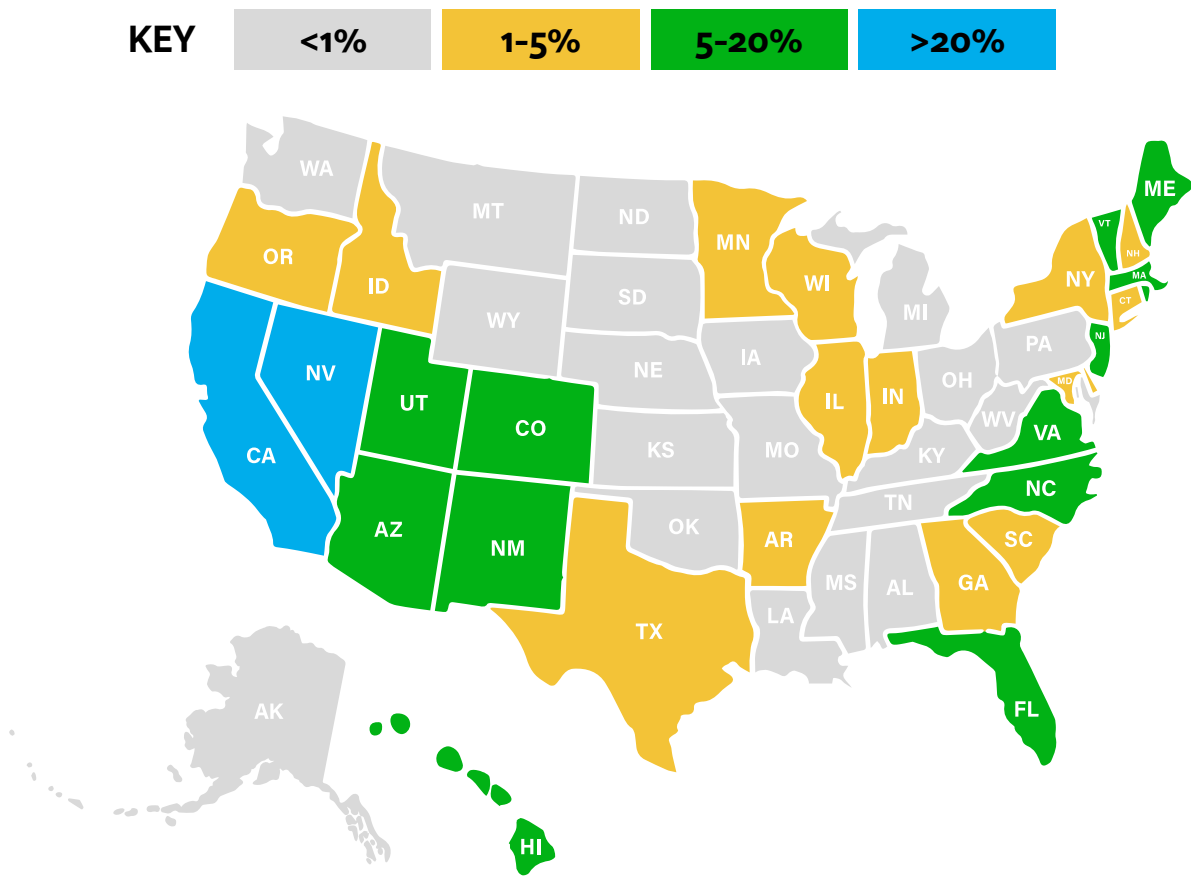 KEY <1% 1-5% 5-20% >20%
WA
MT
ND
MN
ME
VT
NH
OR
ID
SD
WI
NY
MA
CT
WY
MI
NV
UT
NE
IA
PA
NJ
CA
CO
KS
MO
IL
IN
OH
WV
MD
VA
KY
AZ
NM
OK
AR
TN
NC
TX
LA
MS
AL
GA
SC
AK
FL
HI